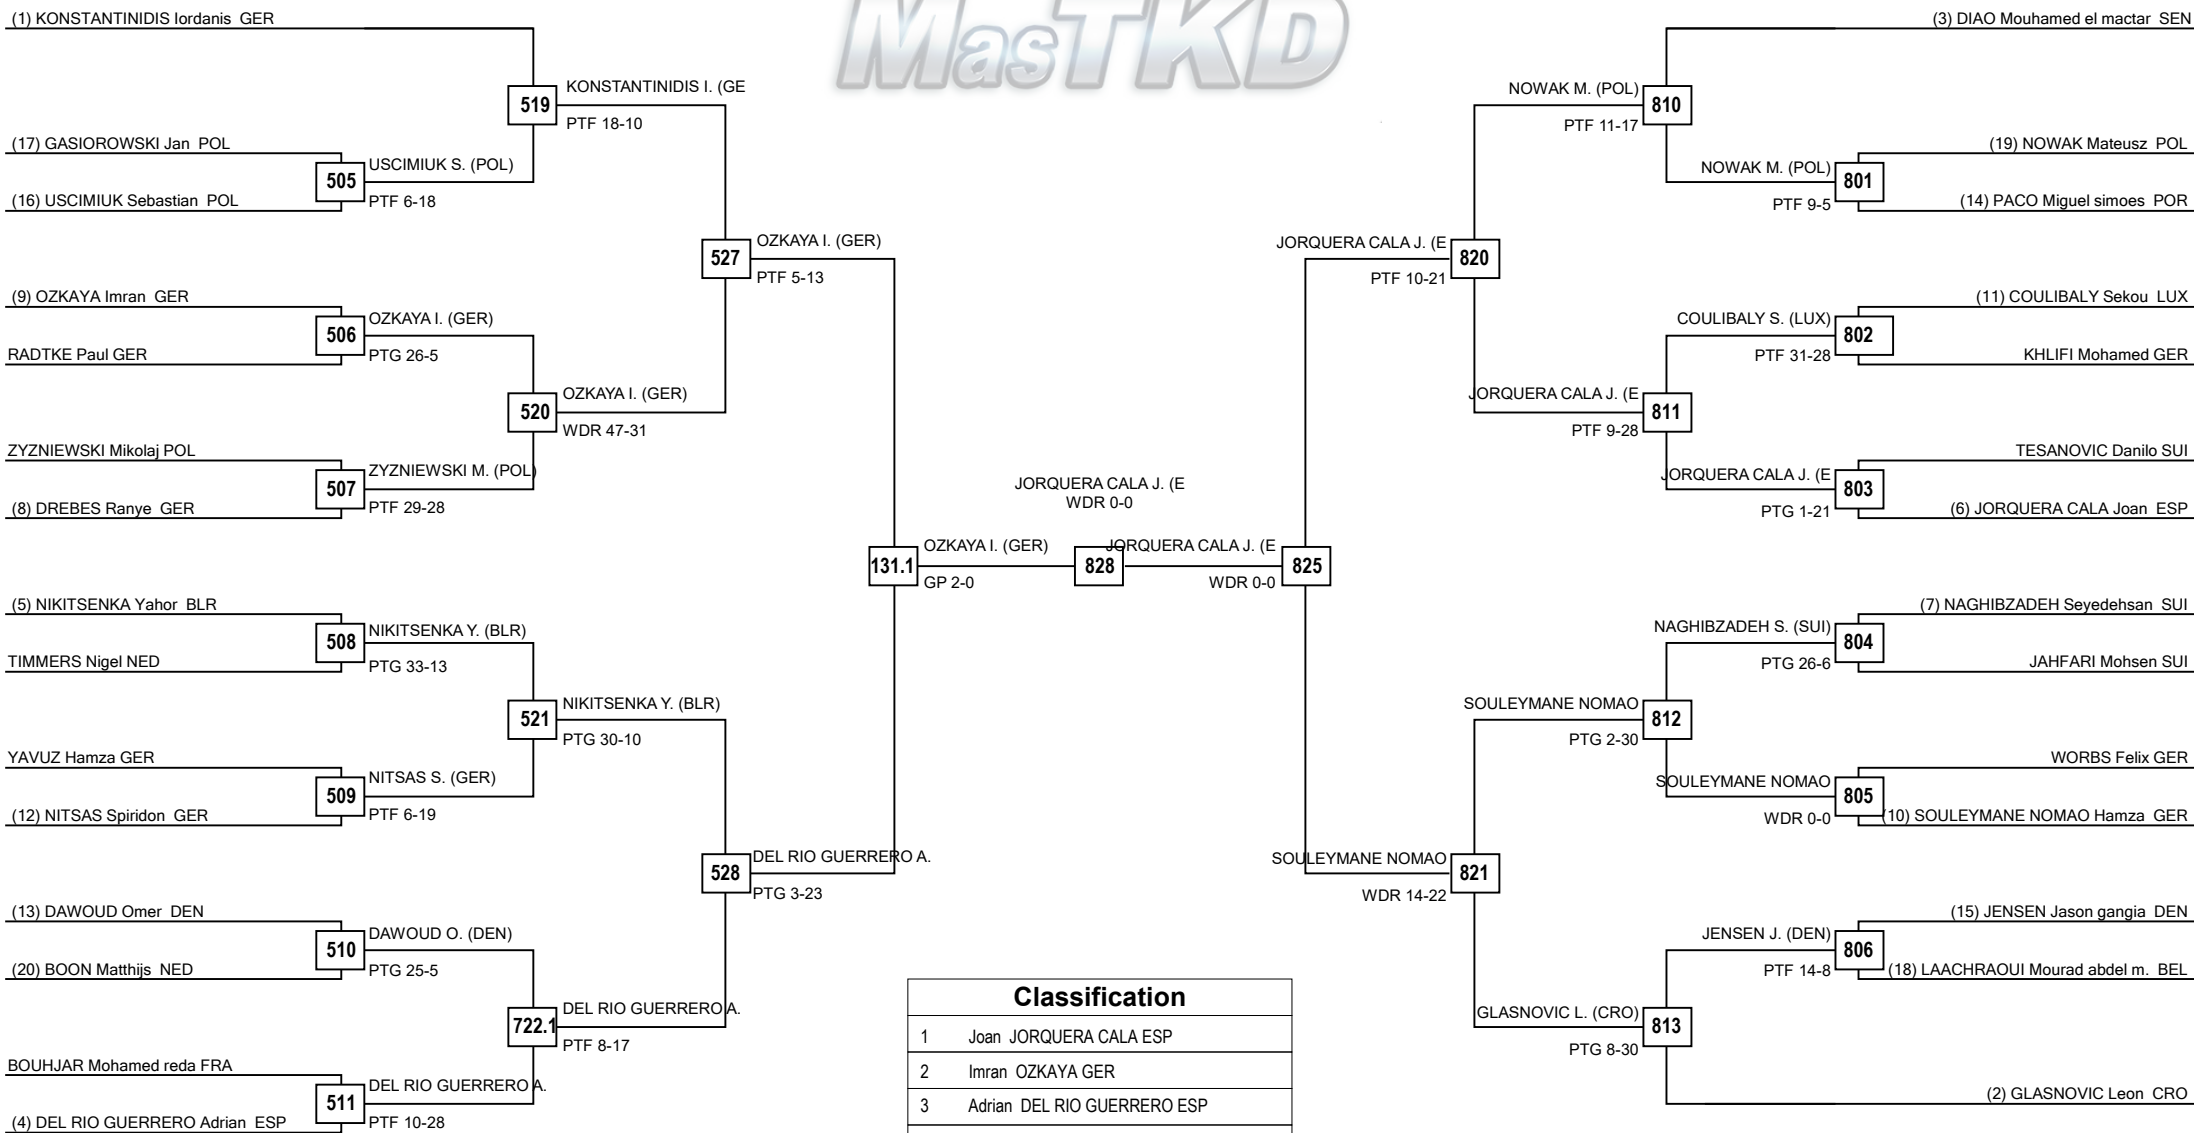 MasTKD
(1) KONSTANTINIDIS Iordanis GER
519
KONSTANTINIDIS I. (GE
PTF 18-10
(17) GASIOROWSKI Jan POL
505
USCIMIUK S. (POL)
PTF 6-18
(16) USCIMIUK Sebastian POL
527
OZKAYA I. (GER)
PTF 5-13
(9) OZKAYA Imran GER
506
OZKAYA I. (GER)
PTG 26-5
RADTKE Paul GER
520
OZKAYA I. (GER)
WDR 47-31
ZYZNIEWSKI Mikolaj POL
507
ZYZNIEWSKI M. (POL)
PTF 29-28
(8) DREBES Ranye GER
131.1
OZKAYA I. (GER)
GP 2-0
(5) NIKITSENKA Yahor BLR
508
NIKITSENKA Y. (BLR)
PTG 33-13
TIMMERS Nigel NED
521
NIKITSENKA Y. (BLR)
PTG 30-10
YAVUZ Hamza GER
509
NITSAS S. (GER)
PTF 6-19
(12) NITSAS Spiridon GER
528
DEL RIO GUERRERO A.
PTG 3-23
(13) DAWOUD Omer DEN
510
DAWOUD O. (DEN)
PTG 25-5
(20) BOON Matthijs NED
722.1
DEL RIO GUERRERO A.
PTF 8-17
BOUHJAR Mohamed reda FRA
511
DEL RIO GUERRERO A.
PTF 10-28
(4) DEL RIO GUERRERO Adrian ESP
JORQUERA CALA J. (E
WDR 0-0
828
JORQUERA CALA J. (E
WDR 0-0
825
(3) DIAO Mouhamed el mactar SEN
NOWAK M. (POL)
PTF 11-17
810
(19) NOWAK Mateusz POL
NOWAK M. (POL)
PTF 9-5
801
(14) PACO Miguel simoes POR
JORQUERA CALA J. (E
PTF 10-21
820
(11) COULIBALY Sekou LUX
COULIBALY S. (LUX)
PTF 31-28
802
KHLIFI Mohamed GER
JORQUERA CALA J. (E
PTF 9-28
811
TESANOVIC Danilo SUI
JORQUERA CALA J. (E
PTG 1-21
803
(6) JORQUERA CALA Joan ESP
(7) NAGHIBZADEH Seyedehsan SUI
NAGHIBZADEH S. (SUI)
PTG 26-6
804
JAHFARI Mohsen SUI
SOULEYMANE NOMAO
PTG 2-30
812
WORBS Felix GER
SOULEYMANE NOMAO
WDR 0-0
805
(10) SOULEYMANE NOMAO Hamza GER
SOULEYMANE NOMAO
WDR 14-22
821
(15) JENSEN Jason gangia DEN
JENSEN J. (DEN)
PTF 14-8
806
(18) LAACHRAOUI Mourad abdel m. BEL
GLASNOVIC L. (CRO)
PTG 8-30
813
(2) GLASNOVIC Leon CRO
Classification
1 Joan JORQUERA CALA ESP
2 Imran OZKAYA GER
3 Adrian DEL RIO GUERRERO ESP